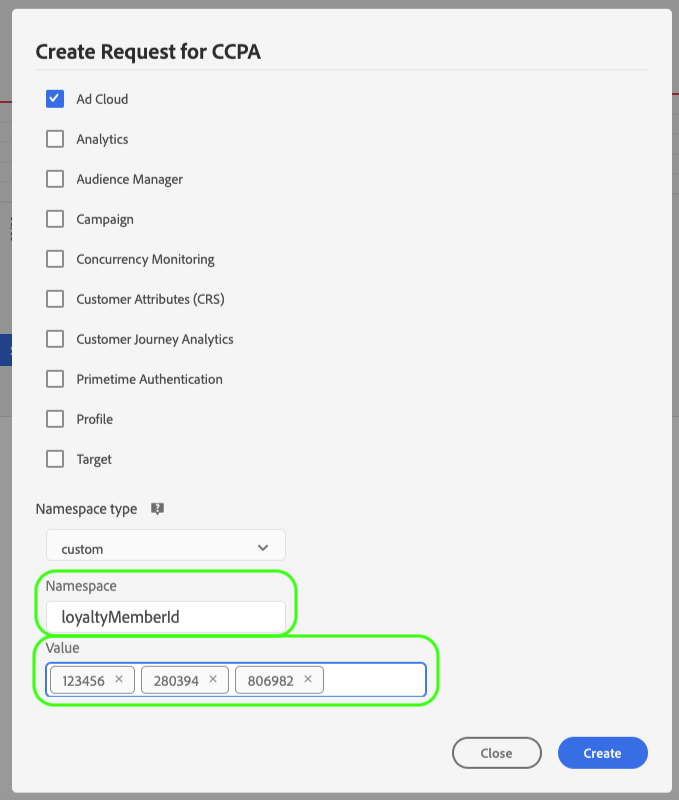 Create Request for CCPA
Ad Cloud
Analytics
Audience Manager
Campaign
Concurrency Monitoring
Customer Attributes (CRS)
Customer Journey Analytics
Primetime Authentication
Profile
Target
Namespace type ?
custom
Namespace
loyaltyMemberId
Value
123456 × 280394 × 806982 ×
Close Create